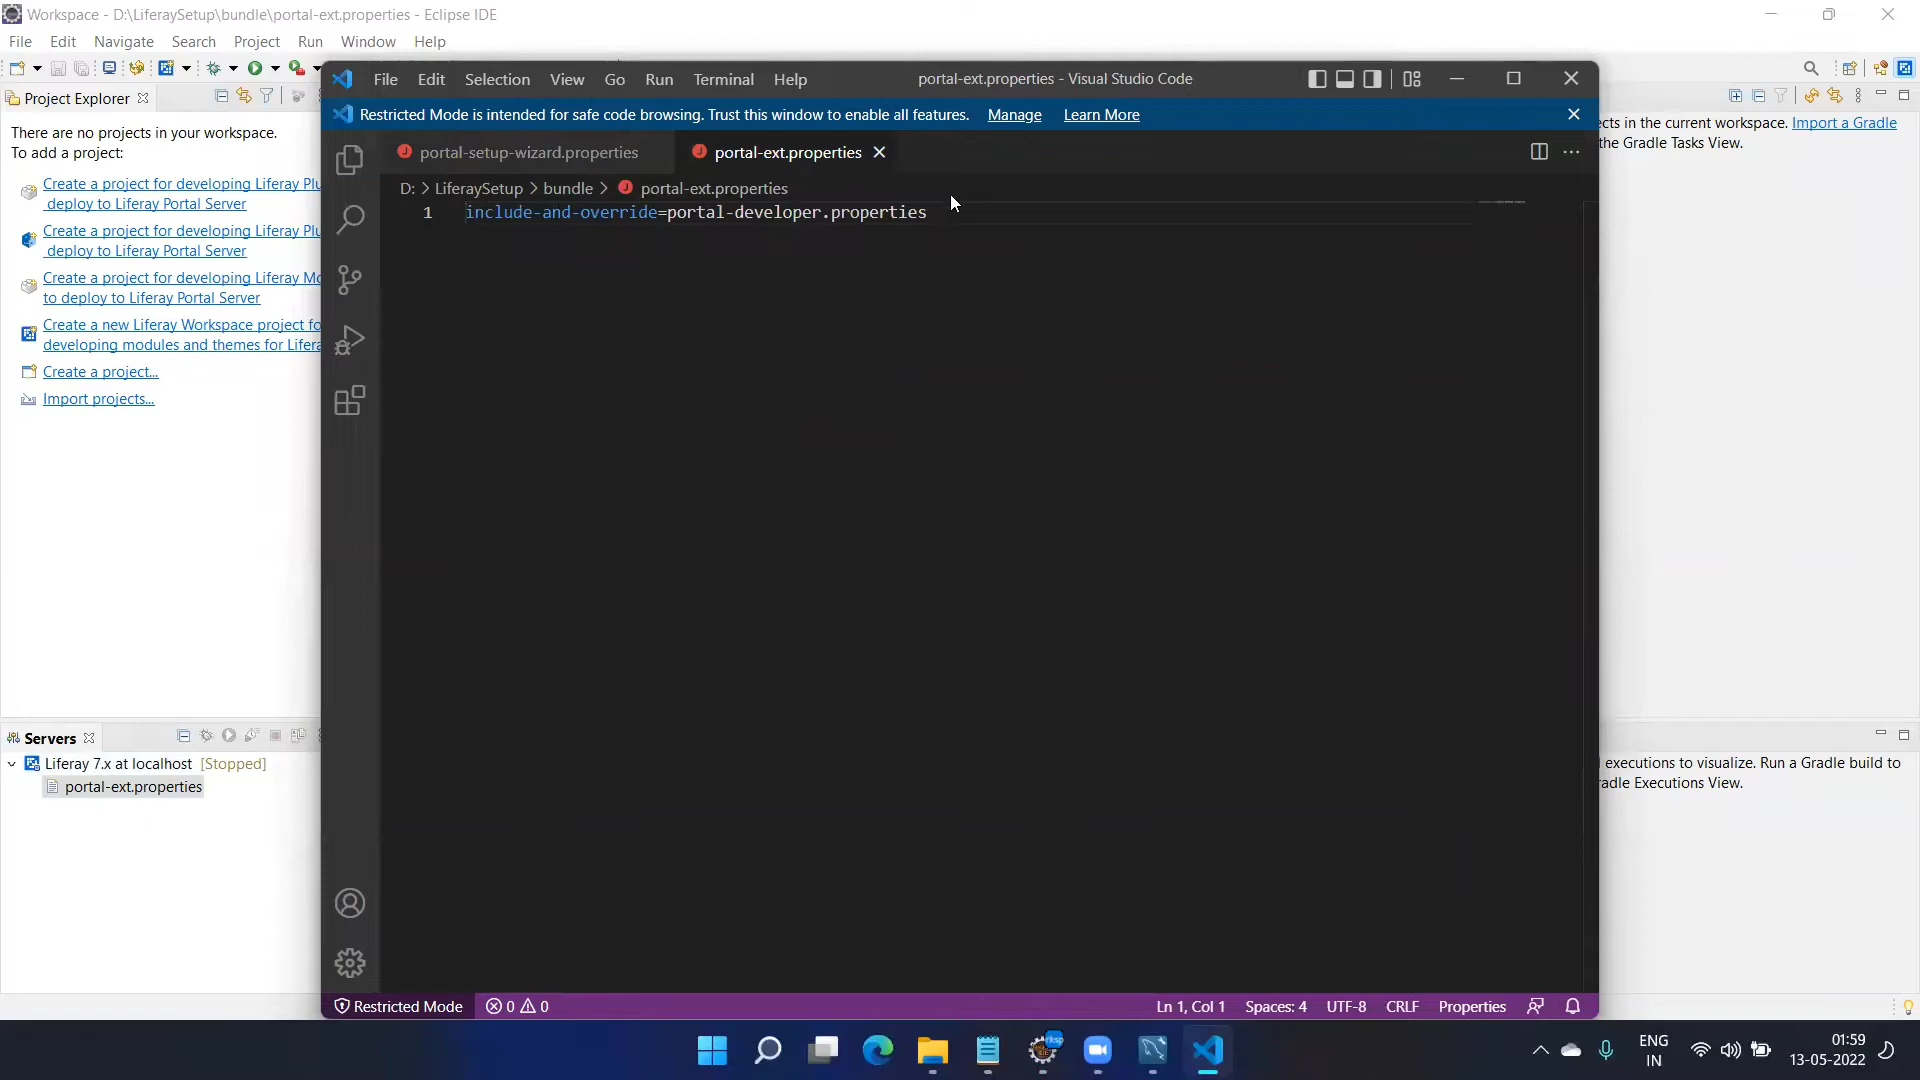 Workspace - D:\LiferaySetup\bundle\portal-ext.properties - Eclipse IDE
File Edit Navigate Search Project Run Window Help
Project Explorer
There are no projects in your workspace.
To add a project:
Create a project for developing Liferay Plu
deploy to Liferay Portal Server
Create a project for developing Liferay Plu
deploy to Liferay Portal Server
Create a project for developing Liferay Mo
to deploy to Liferay Portal Server
Create a new Liferay Workspace project fo
developing modules and themes for Lifera
Create a project...
Import projects...
Servers
Liferay 7.x at localhost [Stopped]
portal-ext.properties
File Edit Selection View Go Run Terminal Help
portal-ext.properties - Visual Studio Code
Restricted Mode is intended for safe code browsing. Trust this window to enable all features. Manage Learn More
portal-setup-wizard.properties
portal-ext.properties
D: > LiferaySetup > bundle > portal-ext.properties
1 include-and-override=portal-developer.properties
Restricted Mode 0 0
Ln 1, Col 1 Spaces: 4 UTF-8 CRLF Properties
ects in the current workspace. Import a Gradle
the Gradle Tasks View.
executions to visualize. Run a Gradle build to
radle Executions View.
ENG
IN
01:59
13-05-2022